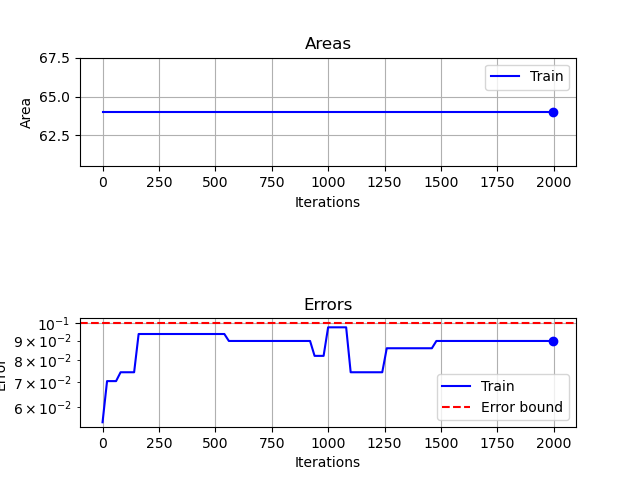 Areas
67.5
65.0
62.5
Area
Train
0 250 500 750 1000 1250 1500 1750 2000
Iterations
Errors
10⁻¹
9 × 10⁻²
8 × 10⁻²
7 × 10⁻²
6 × 10⁻²
Error
Train
Error bound
0 250 500 750 1000 1250 1500 1750 2000
Iterations